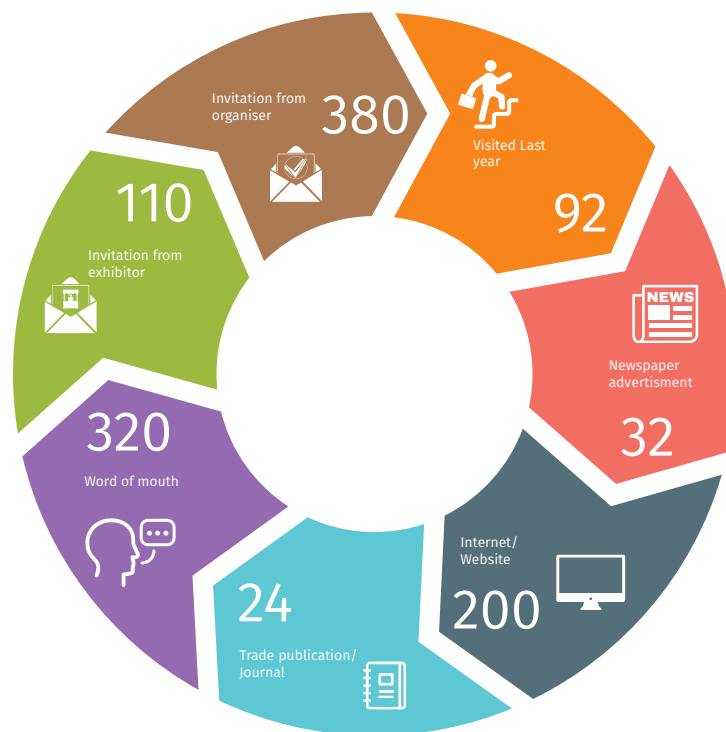 Invitation from
organiser
380
Visited Last
year
92
NEWS
Newspaper
advertisment
32
Internet/
Website
200
24
Trade publication/
Journal
320
Word of mouth
110
Invitation from
exhibitor